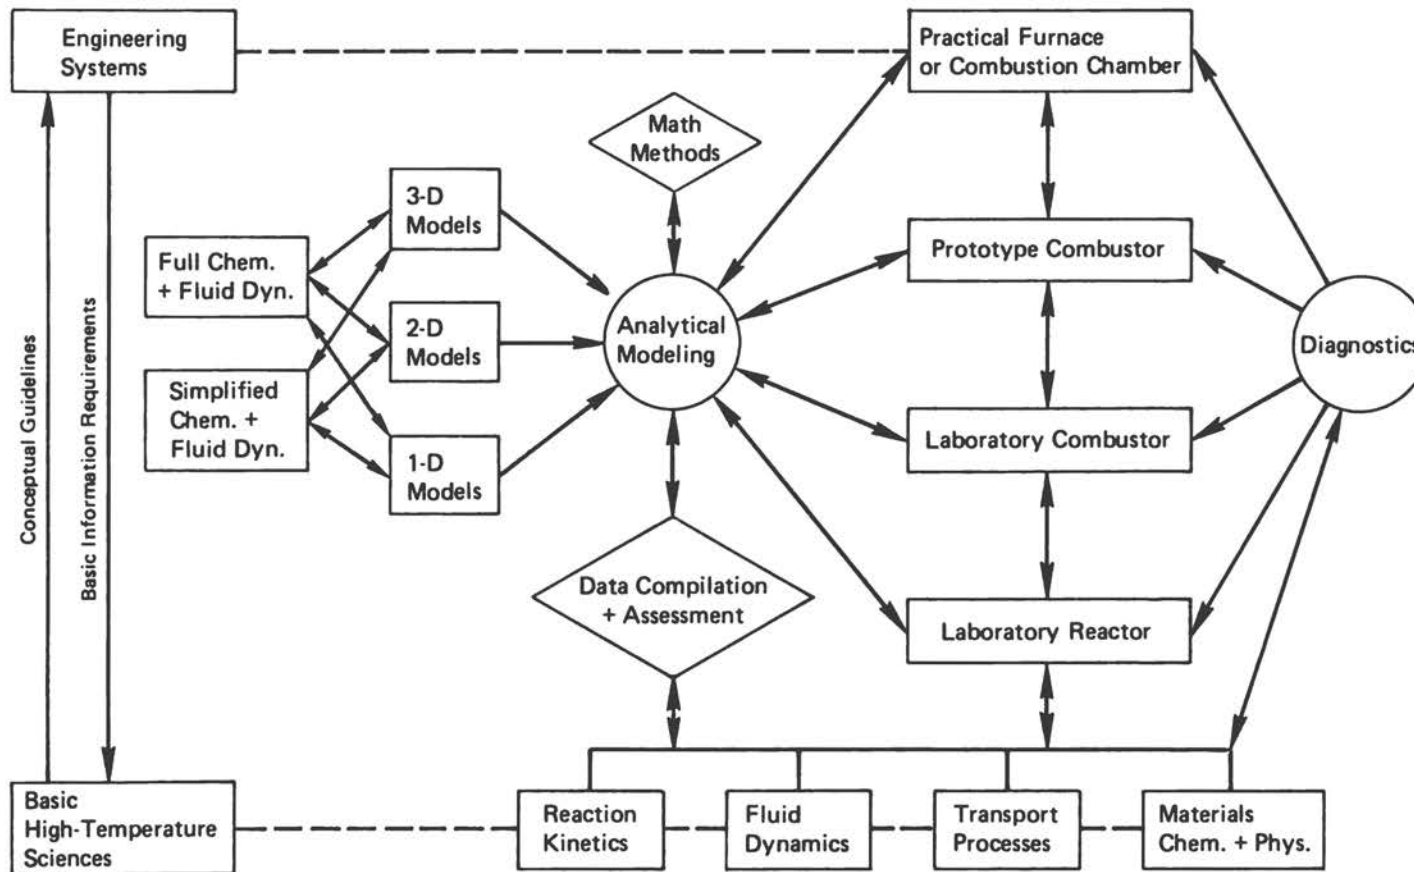 Engineering
Systems
Practical Furnace
or Combustion Chamber
Math
Methods
3-D
Models
Full Chem.
+ Fluid Dyn.
Prototype Combustor
2-D
Models
Analytical
Modeling
Diagnostics
Simplified
Chem. +
Fluid Dyn.
1-D
Models
Laboratory Combustor
Conceptual Guidelines
Basic Information Requirements
Data Compilation
+ Assessment
Laboratory Reactor
Basic
High-Temperature
Sciences
Reaction
Kinetics
Fluid
Dynamics
Transport
Processes
Materials
Chem. + Phys.